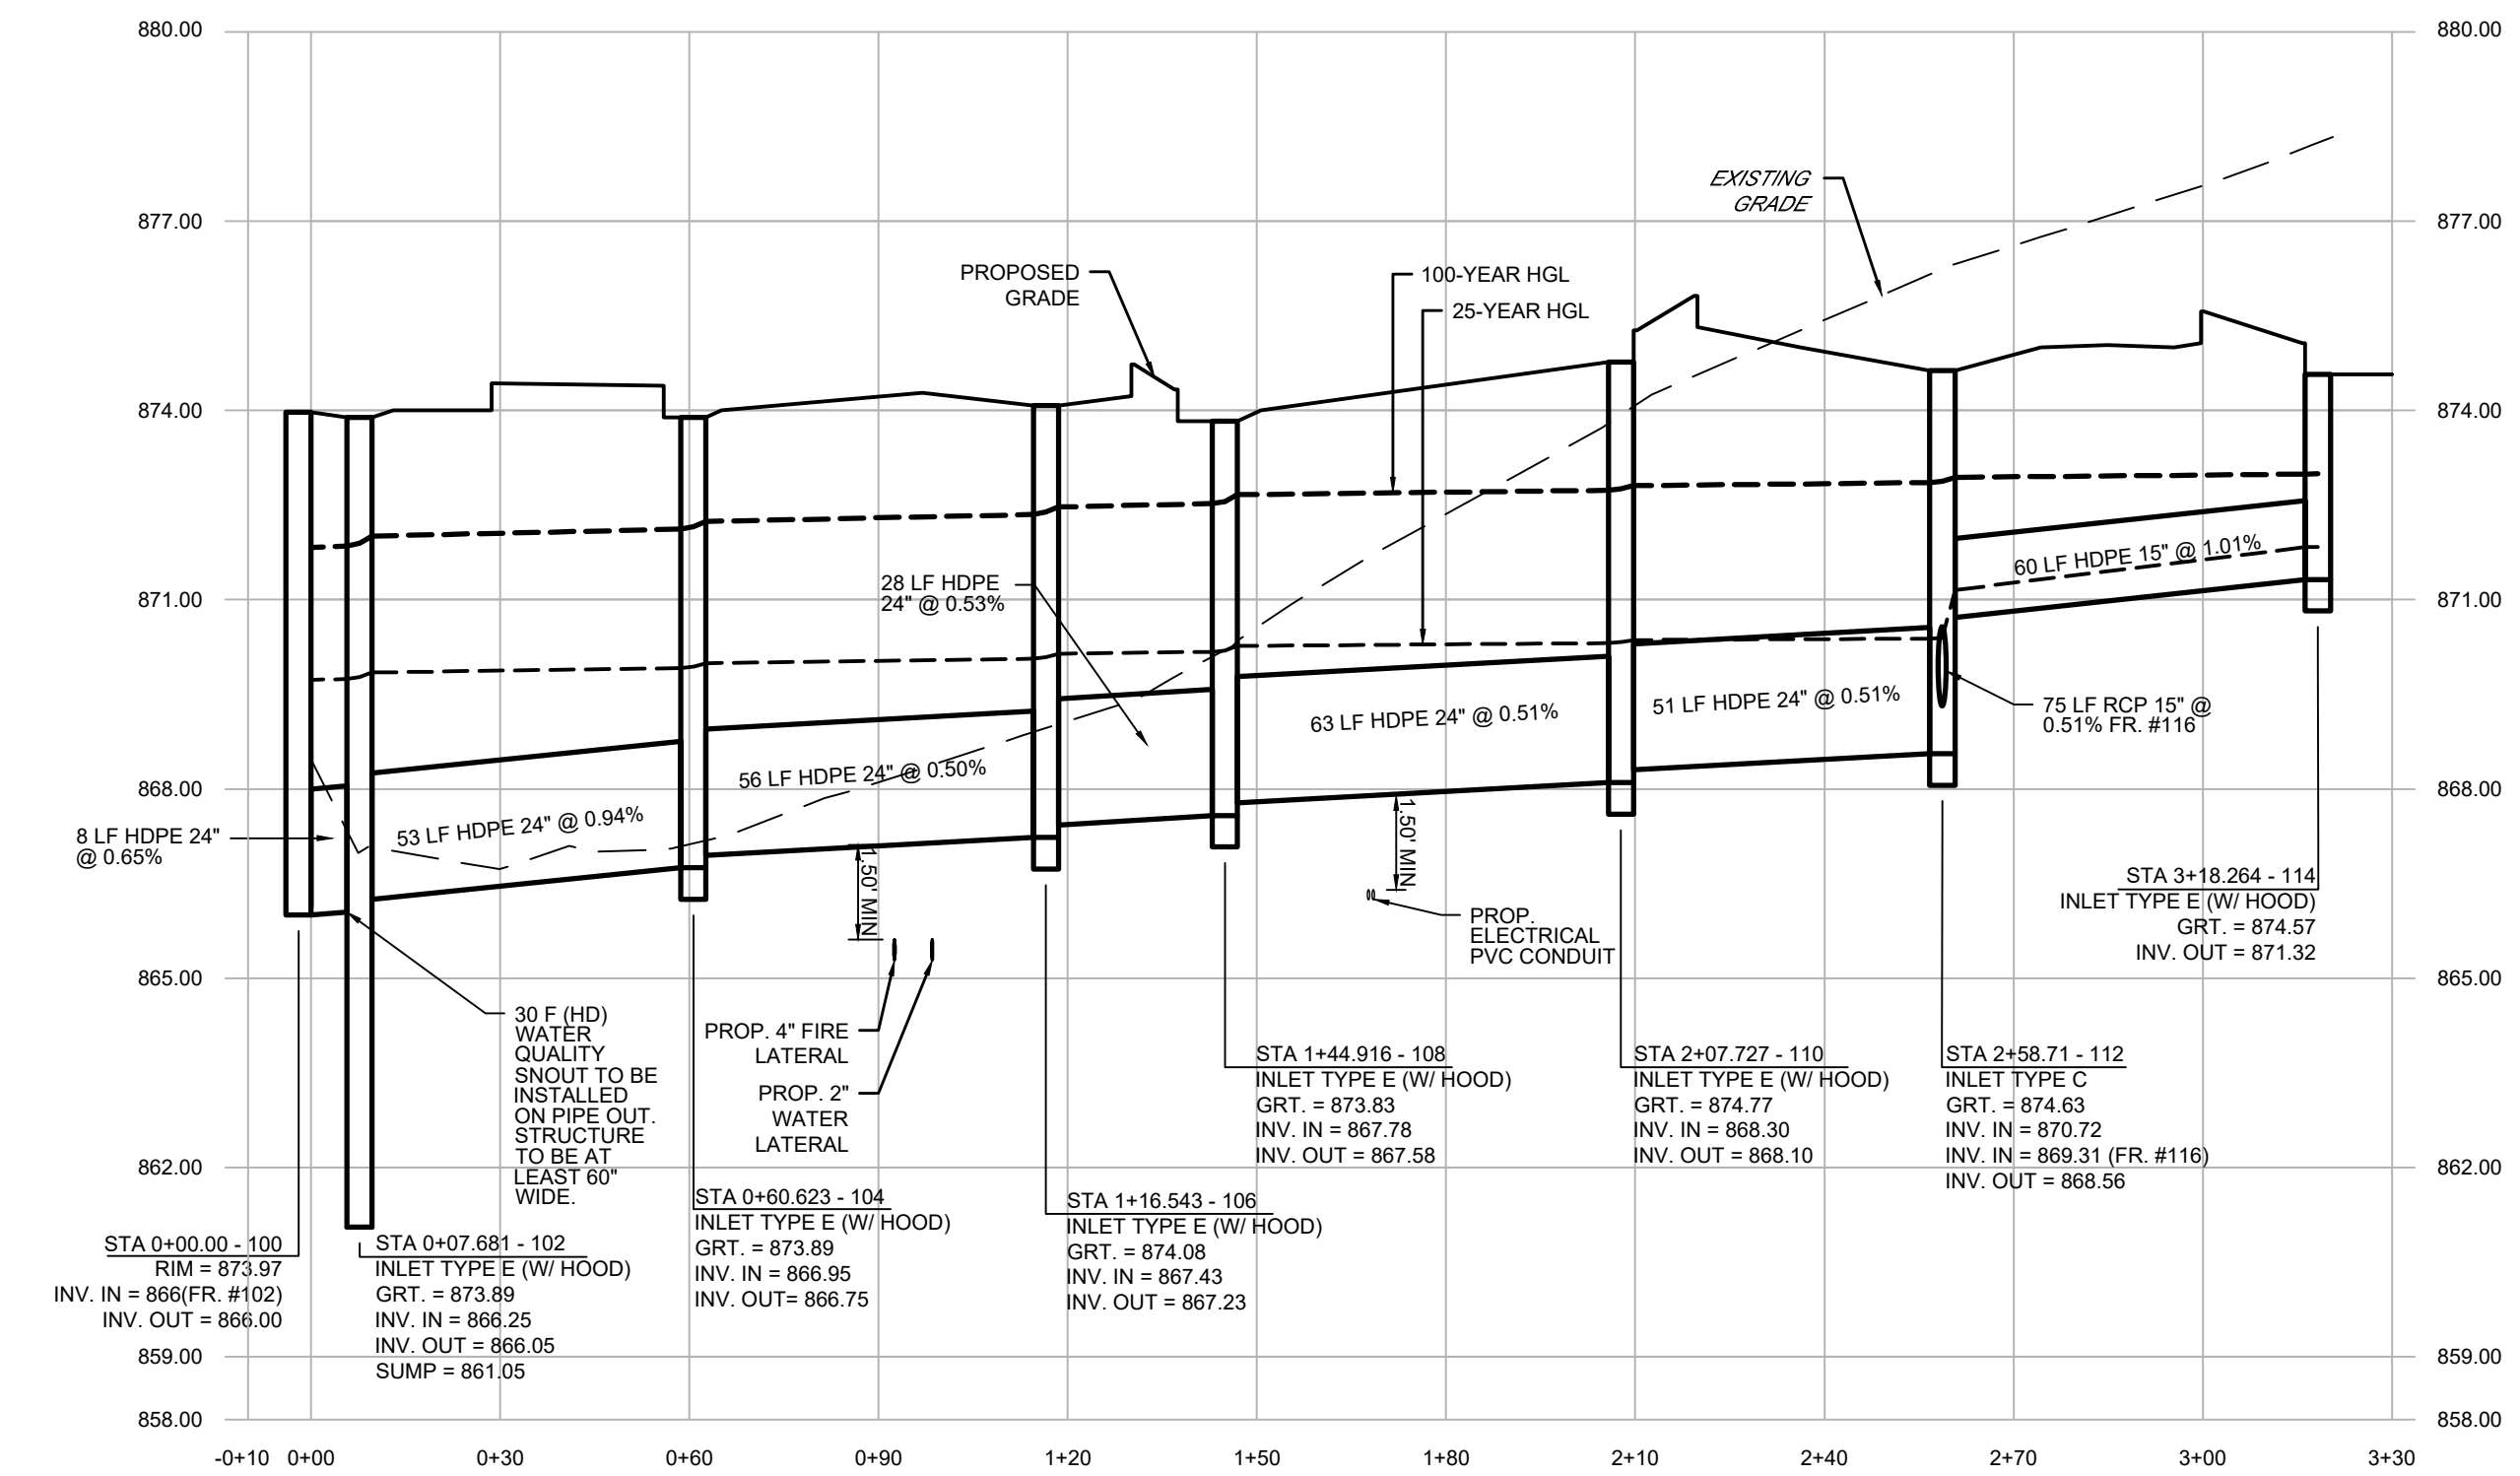 880.00
880.00
877.00
877.00
874.00
874.00
871.00
871.00
868.00
868.00
865.00
865.00
862.00
862.00
859.00
859.00
858.00
858.00
EXISTING
GRADE
PROPOSED
GRADE
100-YEAR HGL
25-YEAR HGL
28 LF HDPE
24" @ 0.53%
60 LF HDPE 15" @ 1.01%
63 LF HDPE 24" @ 0.51%
51 LF HDPE 24" @ 0.51%
75 LF RCP 15" @
0.51% FR. #116
56 LF HDPE 24" @ 0.50%
53 LF HDPE 24" @ 0.94%
8 LF HDPE 24"
@ 0.65%
1.50' MIN
1.50' MIN
PROP.
ELECTRICAL
PVC CONDUIT
STA 3+18.264 - 114
INLET TYPE E (W/ HOOD)
GRT. = 874.57
INV. OUT = 871.32
30 F (HD)
WATER
QUALITY
SNOUT TO BE
INSTALLED
ON PIPE OUT.
STRUCTURE
TO BE AT
LEAST 60"
WIDE.
PROP. 4" FIRE
LATERAL
PROP. 2"
WATER
LATERAL
STA 1+44.916 - 108
INLET TYPE E (W/ HOOD)
GRT. = 873.83
INV. IN = 867.78
INV. OUT = 867.58
STA 2+07.727 - 110
INLET TYPE E (W/ HOOD)
GRT. = 874.77
INV. IN = 868.30
INV. OUT = 868.10
STA 2+58.71 - 112
INLET TYPE C
GRT. = 874.63
INV. IN = 870.72
INV. IN = 869.31 (FR. #116)
INV. OUT = 868.56
STA 0+60.623 - 104
INLET TYPE E (W/ HOOD)
GRT. = 873.89
INV. IN = 866.95
INV. OUT= 866.75
STA 1+16.543 - 106
INLET TYPE E (W/ HOOD)
GRT. = 874.08
INV. IN = 867.43
INV. OUT = 867.23
STA 0+00.00 - 100
RIM = 873.97
INV. IN = 866(FR. #102)
INV. OUT = 866.00
STA 0+07.681 - 102
INLET TYPE E (W/ HOOD)
GRT. = 873.89
INV. IN = 866.25
INV. OUT = 866.05
SUMP = 861.05
-0+10
0+00
0+30
0+60
0+90
1+20
1+50
1+80
2+10
2+40
2+70
3+00
3+30